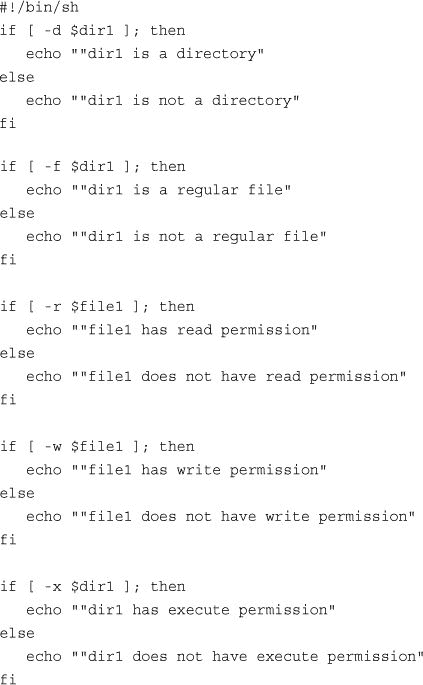 #!/bin/sh
if [ -d $dir1 ]; then
   echo ""dir1 is a directory"
else
   echo ""dir1 is not a directory"
fi

if [ -f $dir1 ]; then
   echo ""dir1 is a regular file"
else
   echo ""dir1 is not a regular file"
fi

if [ -r $file1 ]; then
   echo ""file1 has read permission"
else
   echo ""file1 does not have read permission"
fi

if [ -w $file1 ]; then
   echo ""file1 has write permission"
else
   echo ""file1 does not have write permission"
fi

if [ -x $dir1 ]; then
   echo ""dir1 has execute permission"
else
   echo ""dir1 does not have execute permission"
fi